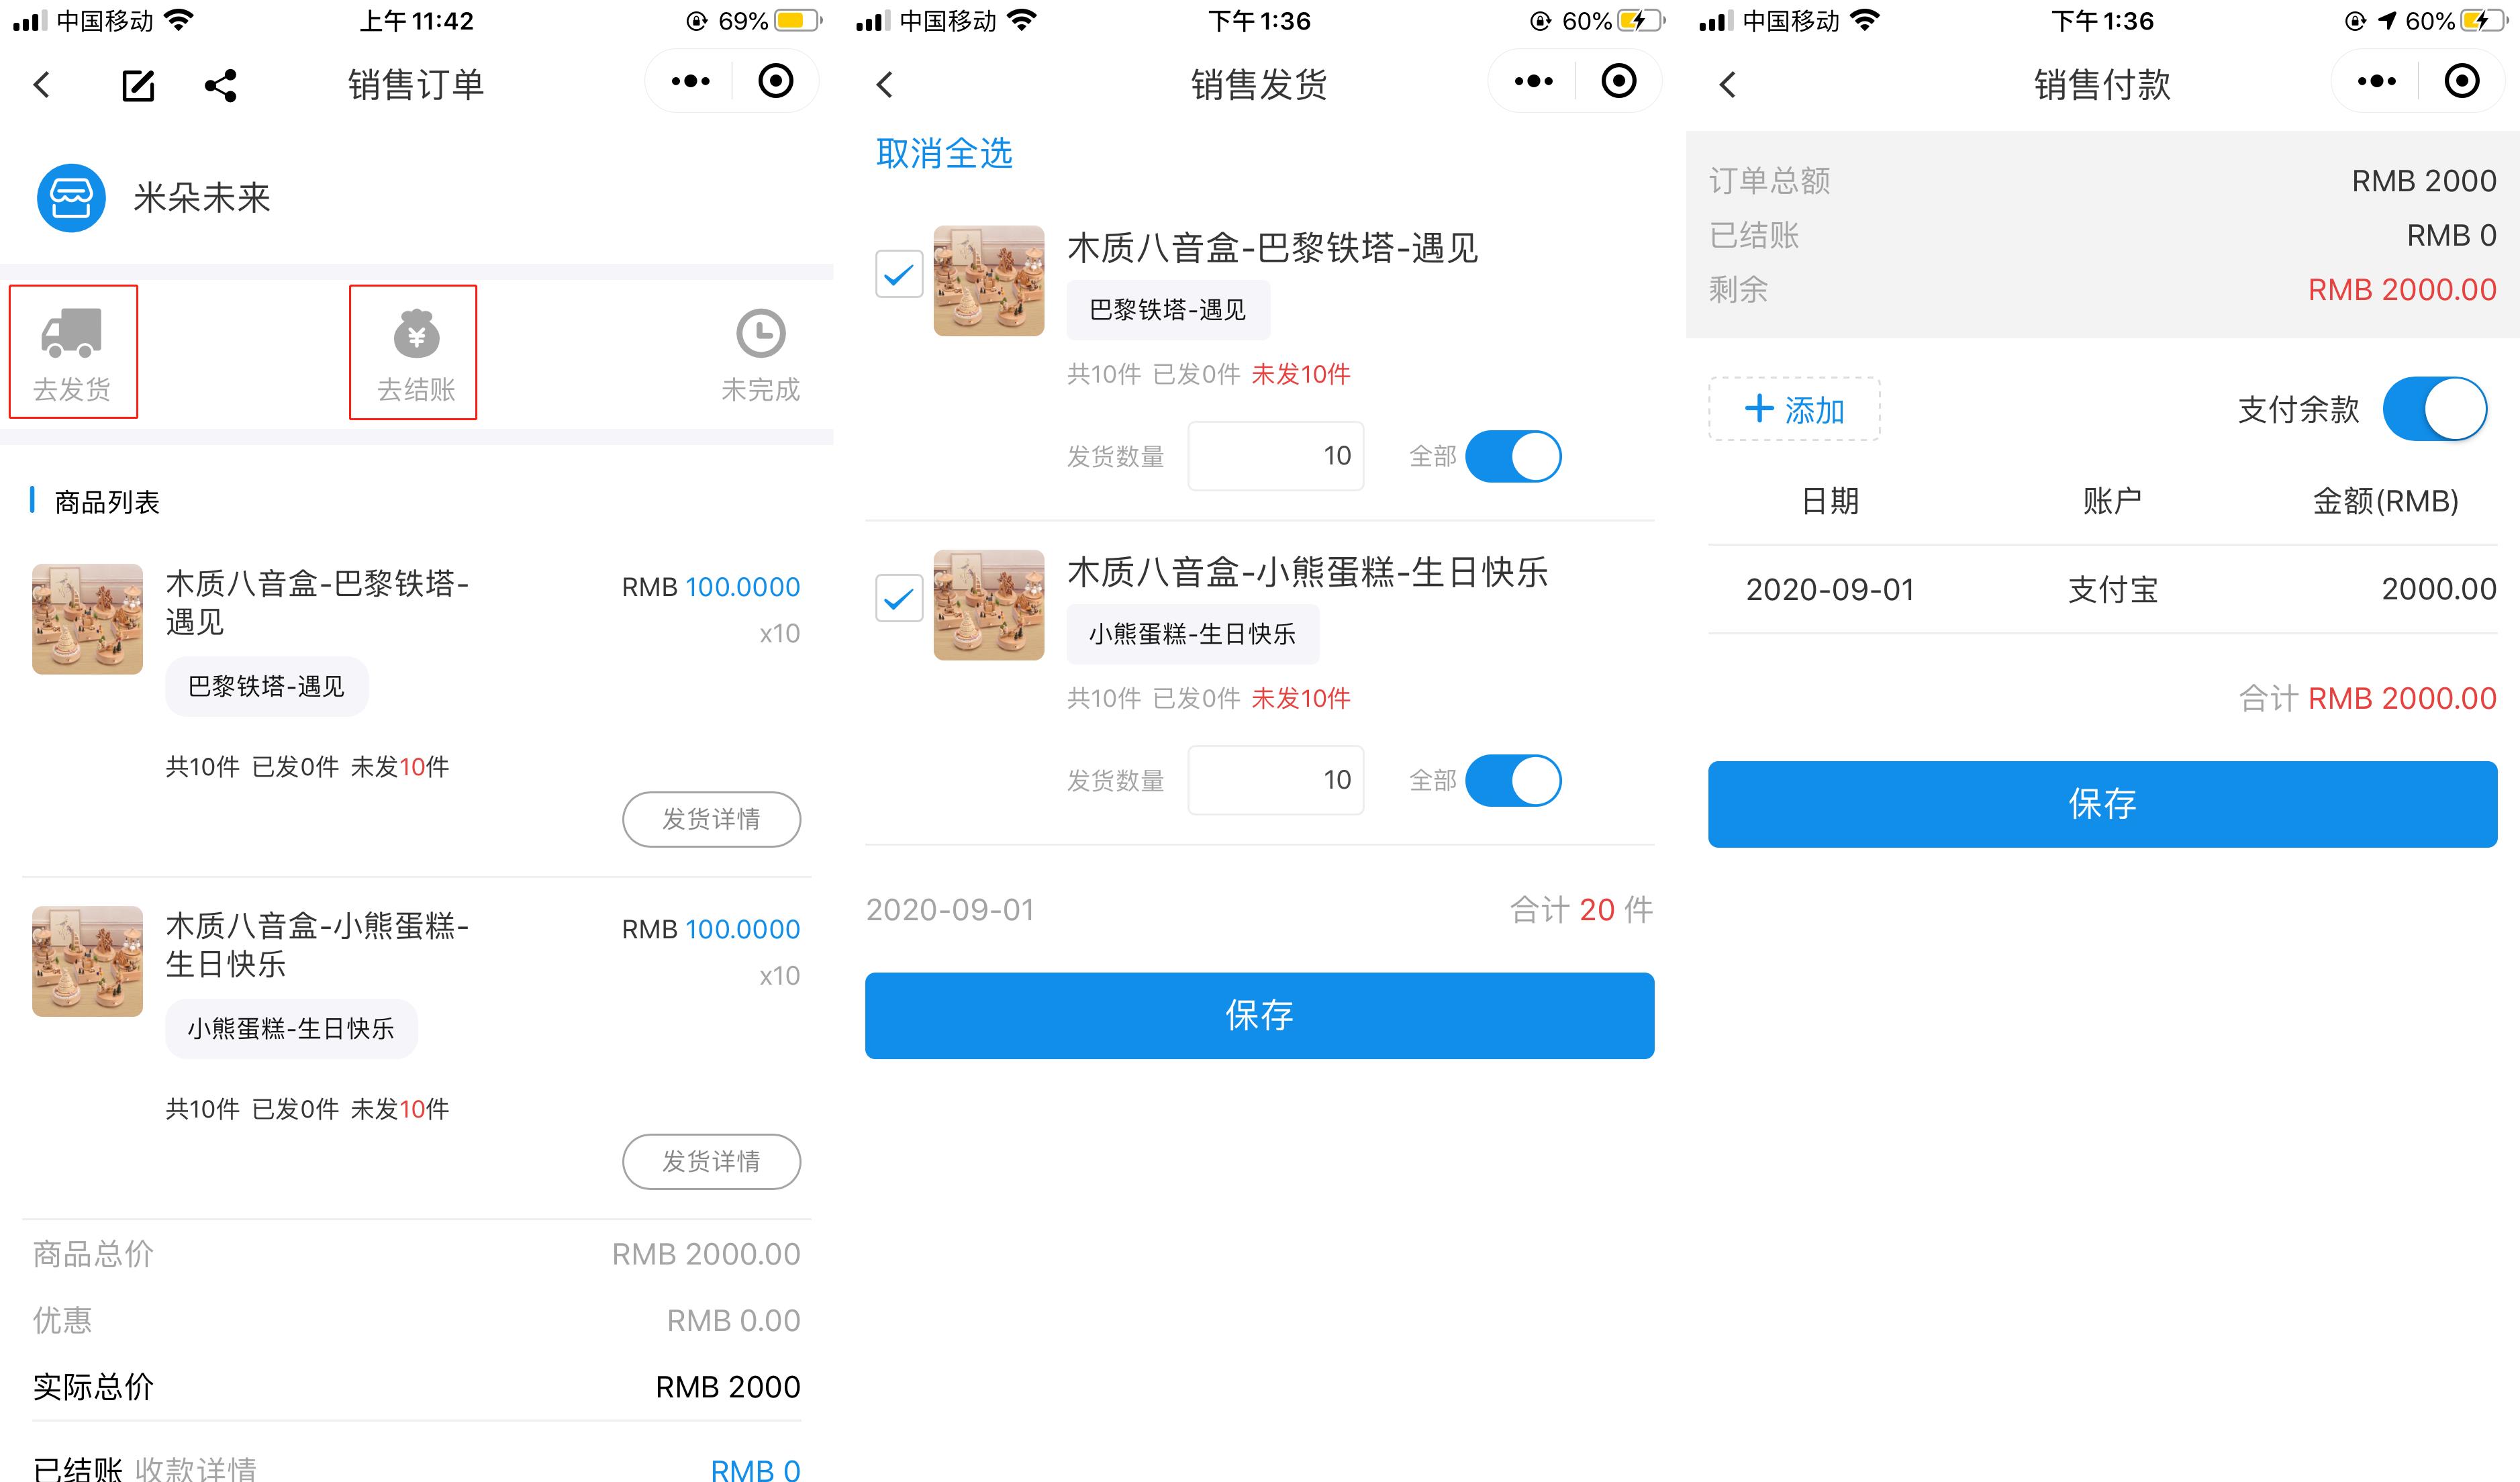 中国移动 上午11:42 69%
销售订单
米朵未来
去发货 去结账 未完成
商品列表
木质八音盒-巴黎铁塔- RMB 100.0000
遇见 x10
巴黎铁塔-遇见
共10件 已发0件 未发10件
发货详情
木质八音盒-小熊蛋糕- RMB 100.0000
生日快乐 x10
小熊蛋糕-生日快乐
共10件 已发0件 未发10件
发货详情
商品总价 RMB 2000.00
优惠 RMB 0.00
实际总价 RMB 2000
已结账 收款详情 RMB 0
中国移动 下午1:36 60%
销售发货
取消全选
木质八音盒-巴黎铁塔-遇见
巴黎铁塔-遇见
共10件 已发0件 未发10件
发货数量 10 全部
木质八音盒-小熊蛋糕-生日快乐
小熊蛋糕-生日快乐
共10件 已发0件 未发10件
发货数量 10 全部
2020-09-01 合计 20 件
保存
中国移动 下午1:36 60%
销售付款
订单总额 RMB 2000
已结账 RMB 0
剩余 RMB 2000.00
+ 添加 支付余款
日期 账户 金额(RMB)
2020-09-01 支付宝 2000.00
合计 RMB 2000.00
保存